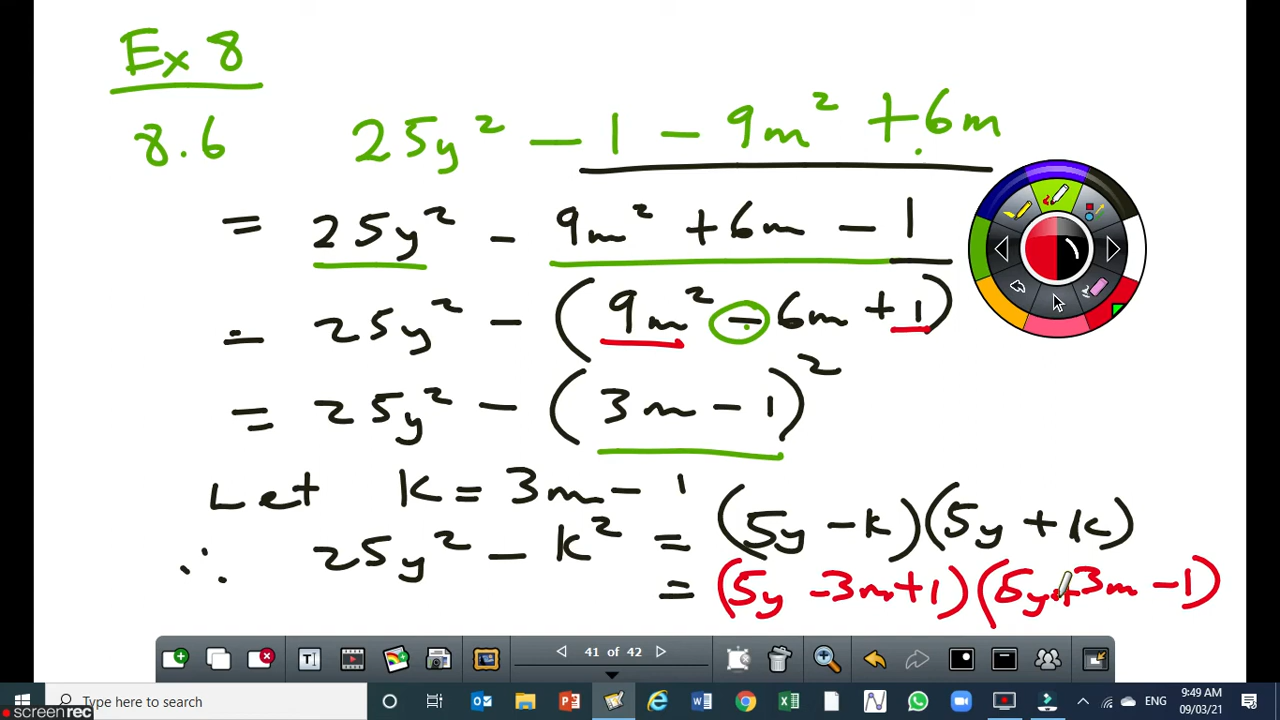 Ex 8
8.6 25y² - 1 - 9m² + 6m
= 25y² - 9m² + 6m - 1
= 25y² - (9m² - 6m + 1)
= 25y² - (3m - 1)²
Let k = 3m - 1
∴ 25y² - k² = (5y - k)(5y + k)
= (5y - 3m + 1)(5y + 3m - 1)
41 of 42
Type here to search
ENG
9:49 AM
09/03/21
screenrec